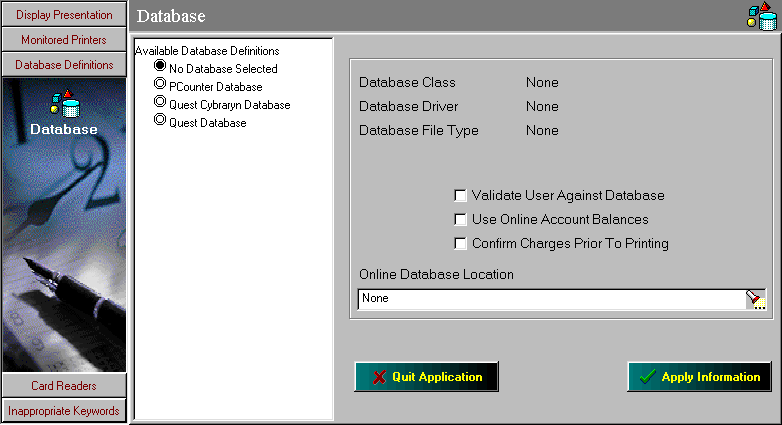 Display Presentation
Monitored Printers
Database Definitions
Database
Card Readers
Inappropriate Keywords
Database
Available Database Definitions
No Database Selected
PCounter Database
Quest Cybraryn Database
Quest Database
Database Class None
Database Driver None
Database File Type None
Validate User Against Database
Use Online Account Balances
Confirm Charges Prior To Printing
Online Database Location
None
Quit Application
Apply Information